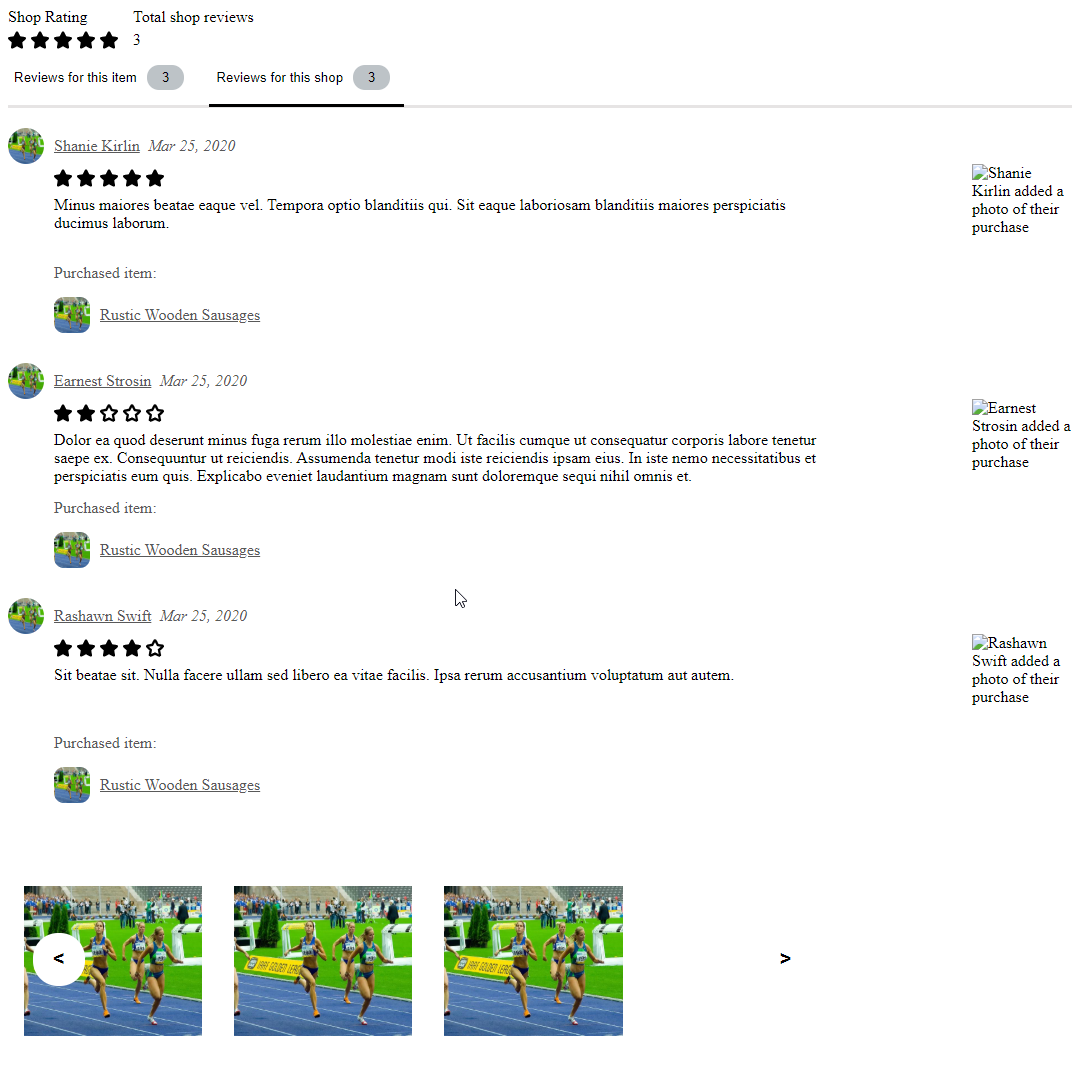 Shop Rating
Total shop reviews
3
Reviews for this item 3
Reviews for this shop 3
Shanie Kirlin Mar 25, 2020
Minus maiores beatae eaque vel. Tempora optio blanditiis qui. Sit eaque laboriosam blanditiis maiores perspiciatis
ducimus laborum.
Shanie
Kirlin added a
photo of their
purchase
Purchased item:
Rustic Wooden Sausages
Earnest Strosin Mar 25, 2020
Dolor ea quod deserunt minus fuga rerum illo molestiae enim. Ut facilis cumque ut consequatur corporis labore tenetur
saepe ex. Consequuntur ut reiciendis. Assumenda tenetur modi iste reiciendis ipsam eius. In iste nemo necessitatibus et
perspiciatis eum quis. Explicabo eveniet laudantium magnam sunt doloremque sequi nihil omnis et.
Earnest
Strosin added a
photo of their
purchase
Purchased item:
Rustic Wooden Sausages
Rashawn Swift Mar 25, 2020
Sit beatae sit. Nulla facere ullam sed libero ea vitae facilis. Ipsa rerum accusantium voluptatum aut autem.
Rashawn
Swift added a
photo of their
purchase
Purchased item:
Rustic Wooden Sausages
< >